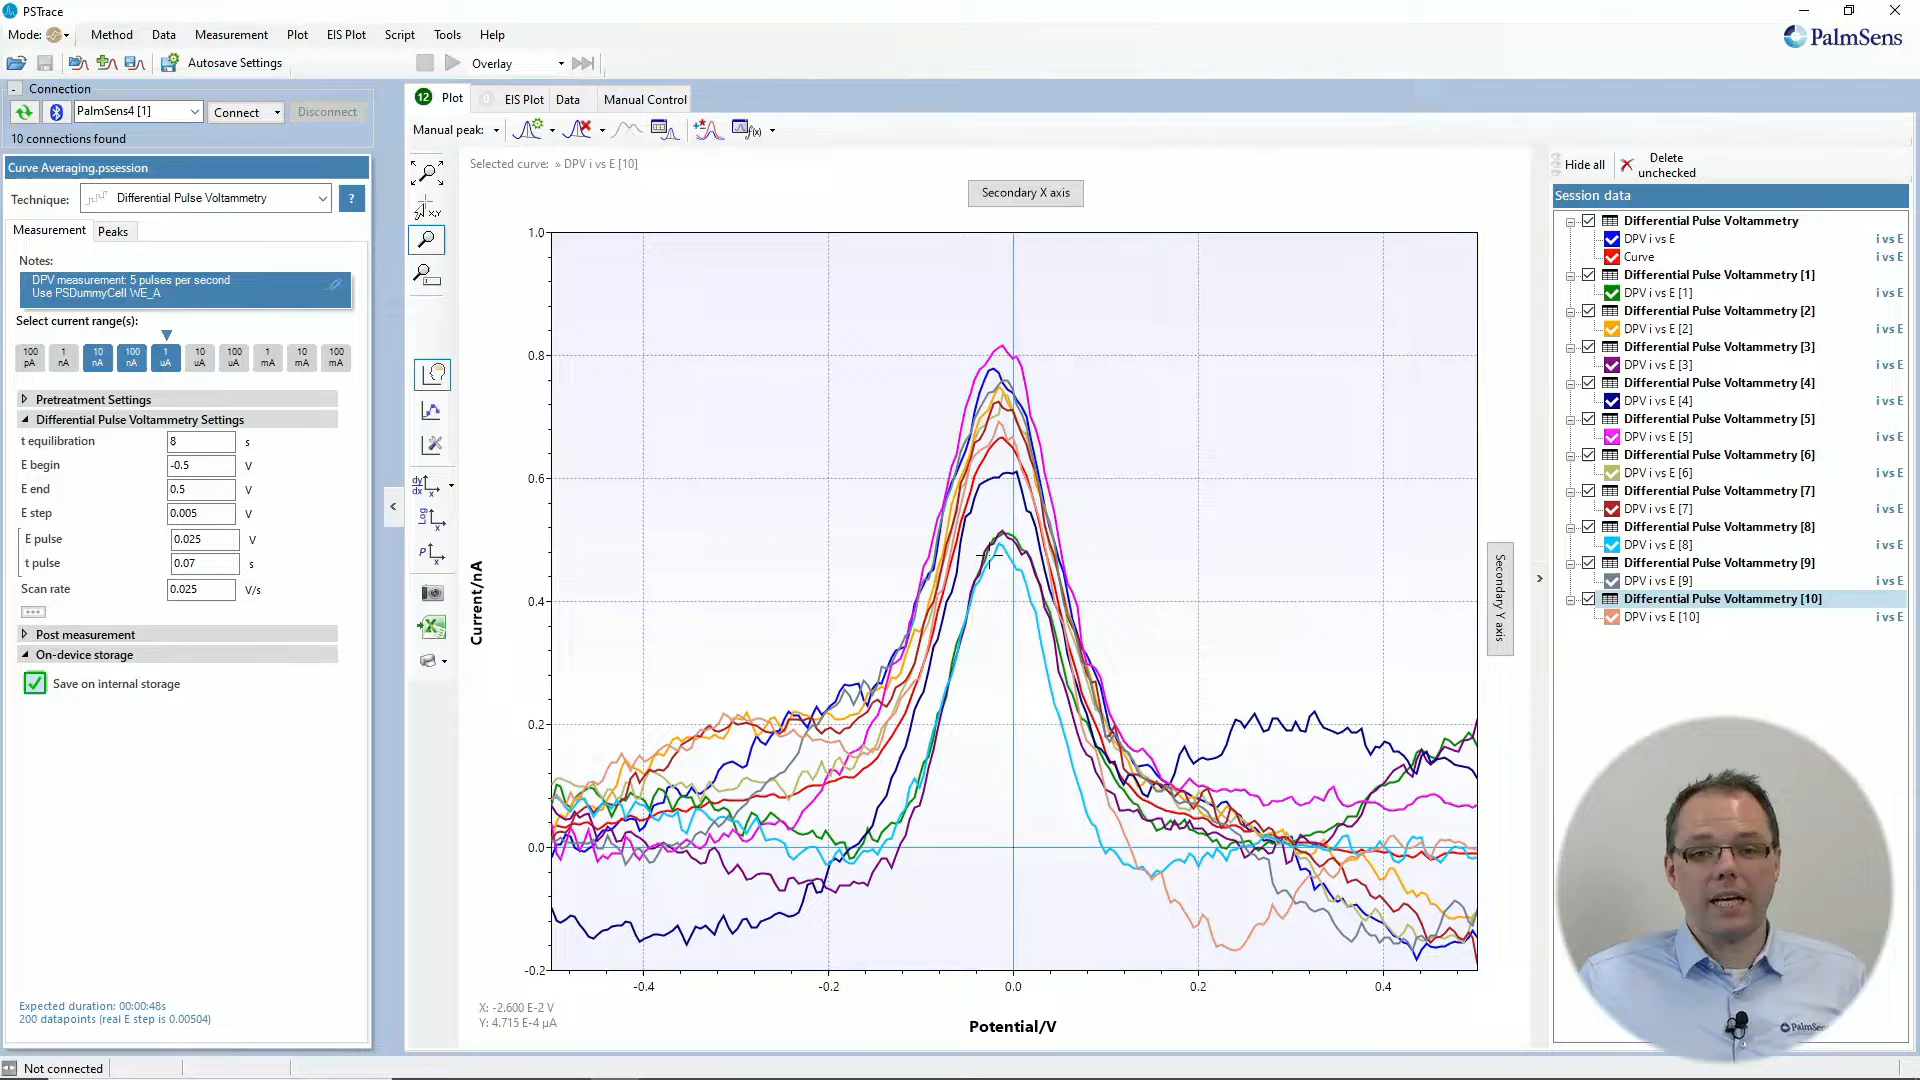 PSTrace
Mode:
Method
Data
Measurement
Plot
EIS Plot
Script
Tools
Help
PalmSens
Autosave Settings
Overlay
- Connection
PalmSens4 [1]
Connect
Disconnect
10 connections found
Curve Averaging.pssession
Technique:
Differential Pulse Voltammetry
?
Measurement
Peaks
Notes:
DPV measurement: 5 pulses per second
Use PSDummyCell WE_A
Select current range(s):
100 pA
1 nA
10 nA
100 nA
1 uA
10 uA
100 uA
1 mA
10 mA
100 mA
Pretreatment Settings
Differential Pulse Voltammetry Settings
t equilibration 8 s
E begin -0.5 V
E end 0.5 V
E step 0.005 V
E pulse 0.025 V
t pulse 0.07 s
Scan rate 0.025 V/s
Post measurement
On-device storage
Save on internal storage
Expected duration: 00:00:48s
200 datapoints (real E step is 0.00504)
Not connected
12 Plot
EIS Plot
Data
Manual Control
Manual peak:
f(x)
Selected curve: » DPV i vs E [10]
x,y
dy/dx x
Log x
P x
Secondary X axis
Secondary Y axis
Current/nA
1.0
0.8
0.6
0.4
0.2
0.0
-0.2
-0.4
-0.2
0.0
0.2
0.4
Potential/V
X: -2.600 E-2 V
Y: 4.715 E-4 µA
Hide all
Delete
unchecked
Session data
Differential Pulse Voltammetry
DPV i vs E i vs E
Curve i vs E
Differential Pulse Voltammetry [1]
DPV i vs E [1] i vs E
Differential Pulse Voltammetry [2]
DPV i vs E [2] i vs E
Differential Pulse Voltammetry [3]
DPV i vs E [3] i vs E
Differential Pulse Voltammetry [4]
DPV i vs E [4] i vs E
Differential Pulse Voltammetry [5]
DPV i vs E [5] i vs E
Differential Pulse Voltammetry [6]
DPV i vs E [6] i vs E
Differential Pulse Voltammetry [7]
DPV i vs E [7] i vs E
Differential Pulse Voltammetry [8]
DPV i vs E [8] i vs E
Differential Pulse Voltammetry [9]
DPV i vs E [9] i vs E
Differential Pulse Voltammetry [10]
DPV i vs E [10] i vs E
PalmSens